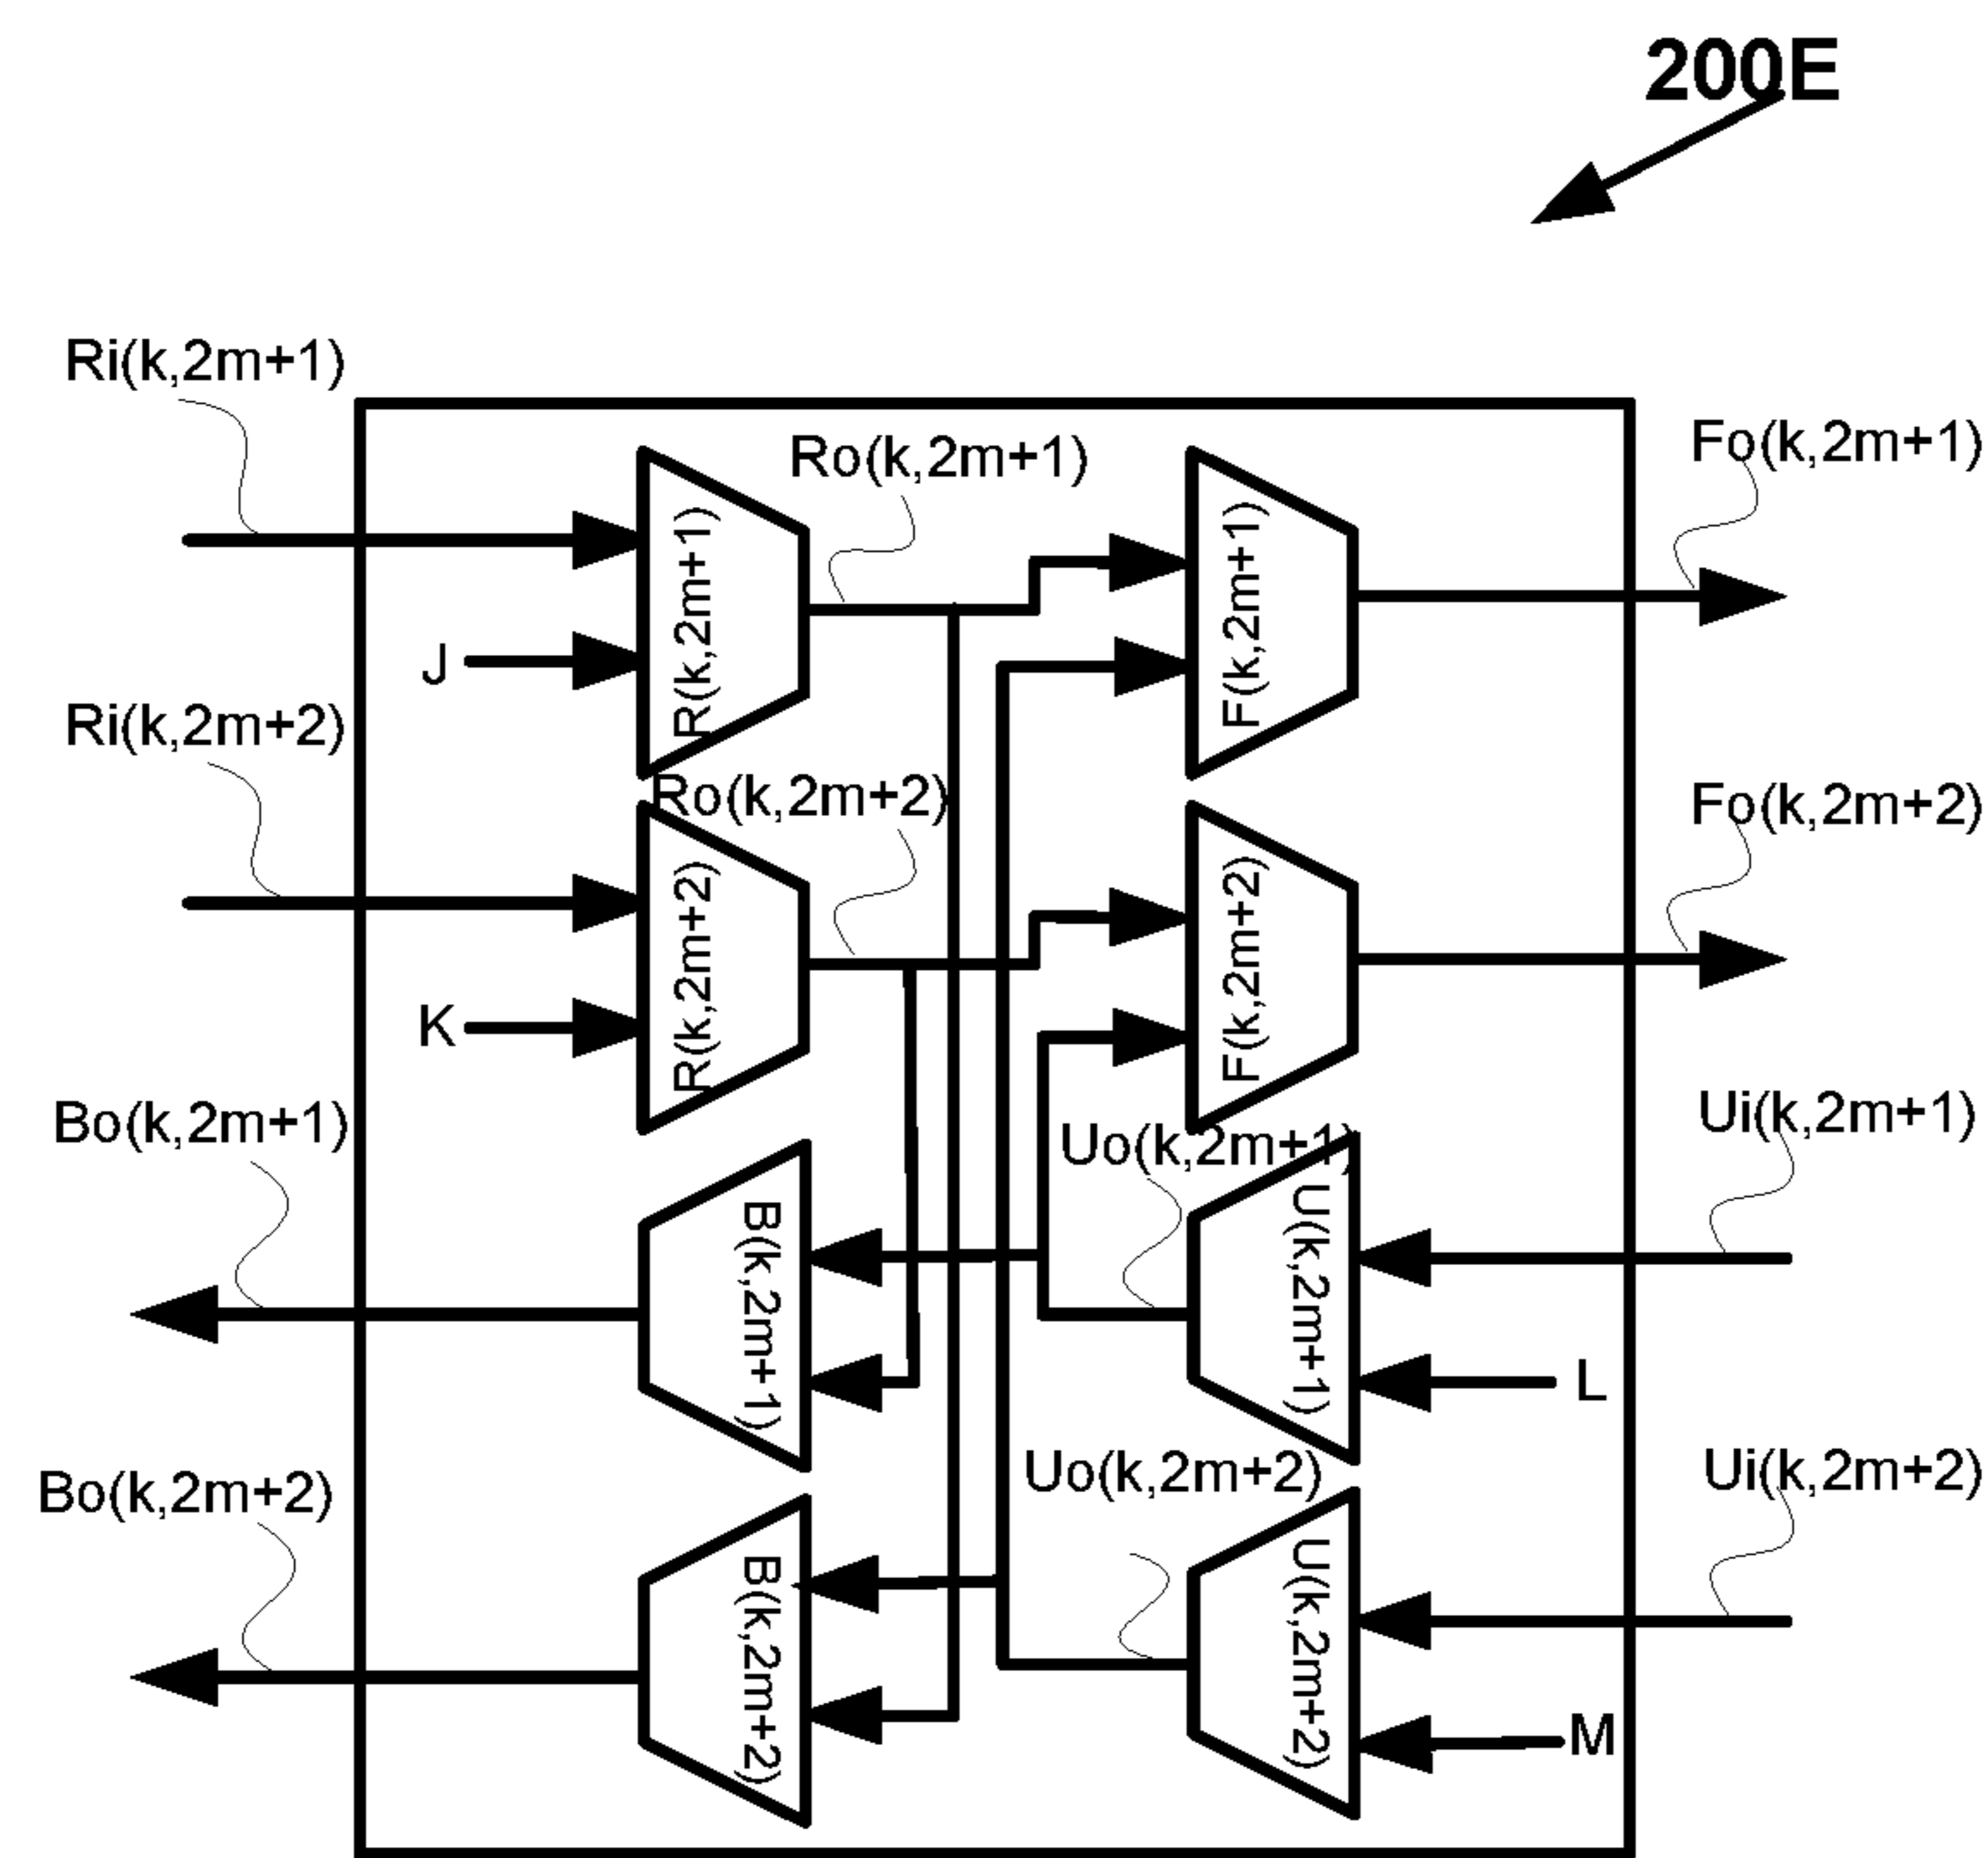 200E
Ri(k,2m+1)
Ro(k,2m+1)
Fo(k,2m+1)
R(k,2m+1)
F(k,2m+1)
J
Ri(k,2m+2)
Ro(k,2m+2)
Fo(k,2m+2)
R(k,2m+2)
F(k,2m+2)
K
Bo(k,2m+1)
Uo(k,2m+1)
Ui(k,2m+1)
B(k,2m+1)
U(k,2m+1)
L
Bo(k,2m+2)
Uo(k,2m+2)
Ui(k,2m+2)
B(k,2m+2)
U(k,2m+2)
M